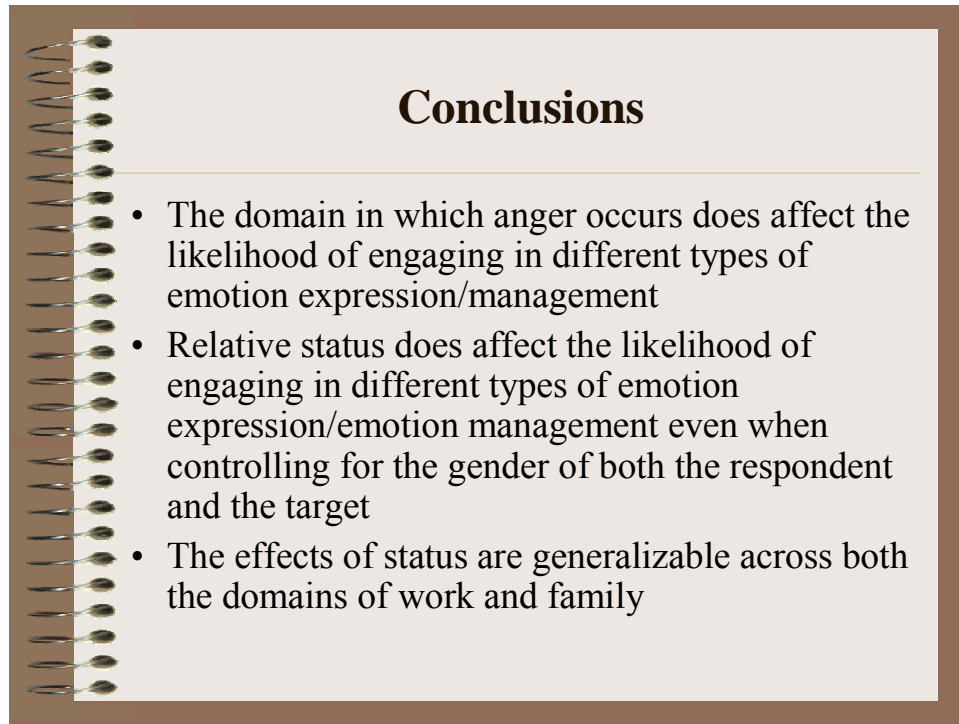 Conclusions
• The domain in which anger occurs does affect the
likelihood of engaging in different types of
emotion expression/management
• Relative status does affect the likelihood of
engaging in different types of emotion
expression/emotion management even when
controlling for the gender of both the respondent
and the target
• The effects of status are generalizable across both
the domains of work and family